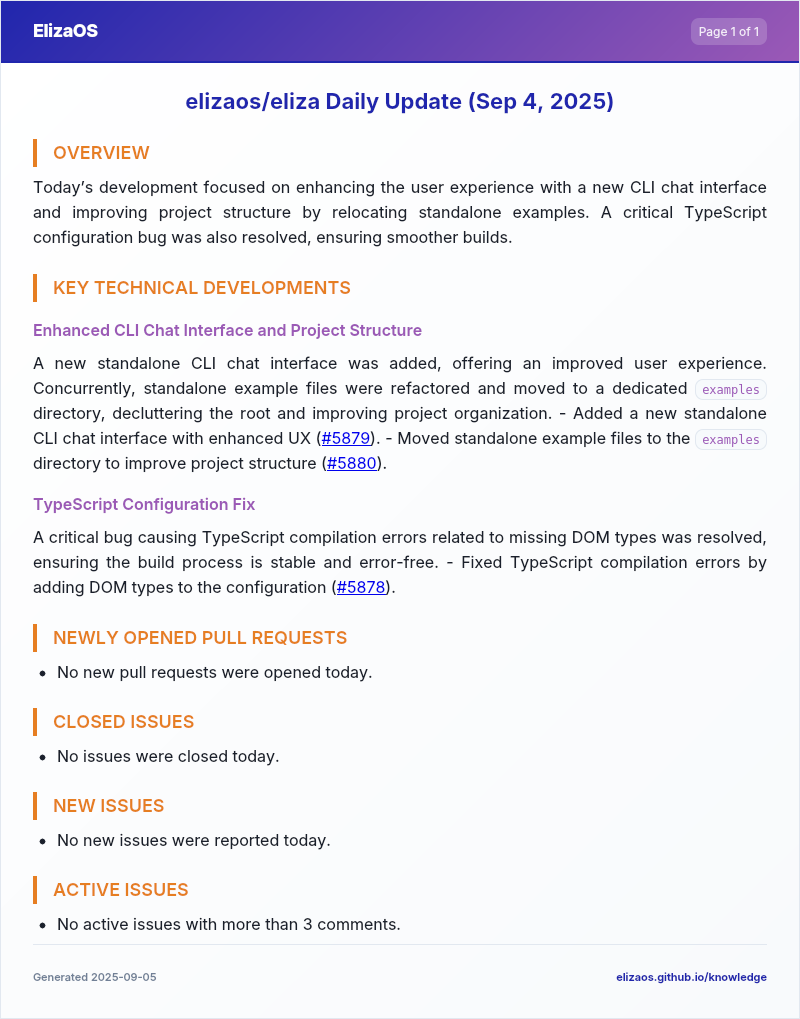 ElizaOS
Page 1 of 1
elizaos/eliza Daily Update (Sep 4, 2025)
OVERVIEW
Today's development focused on enhancing the user experience with a new CLI chat interface
and improving project structure by relocating standalone examples. A critical TypeScript
configuration bug was also resolved, ensuring smoother builds.
KEY TECHNICAL DEVELOPMENTS
Enhanced CLI Chat Interface and Project Structure
A new standalone CLI chat interface was added, offering an improved user experience.
Concurrently, standalone example files were refactored and moved to a dedicated examples
directory, decluttering the root and improving project organization. - Added a new standalone
CLI chat interface with enhanced UX (#5879). - Moved standalone example files to the examples
directory to improve project structure (#5880).
TypeScript Configuration Fix
A critical bug causing TypeScript compilation errors related to missing DOM types was resolved,
ensuring the build process is stable and error-free. - Fixed TypeScript compilation errors by
adding DOM types to the configuration (#5878).
NEWLY OPENED PULL REQUESTS
• No new pull requests were opened today.
CLOSED ISSUES
• No issues were closed today.
NEW ISSUES
• No new issues were reported today.
ACTIVE ISSUES
• No active issues with more than 3 comments.
Generated 2025-09-05
elizaos.github.io/knowledge